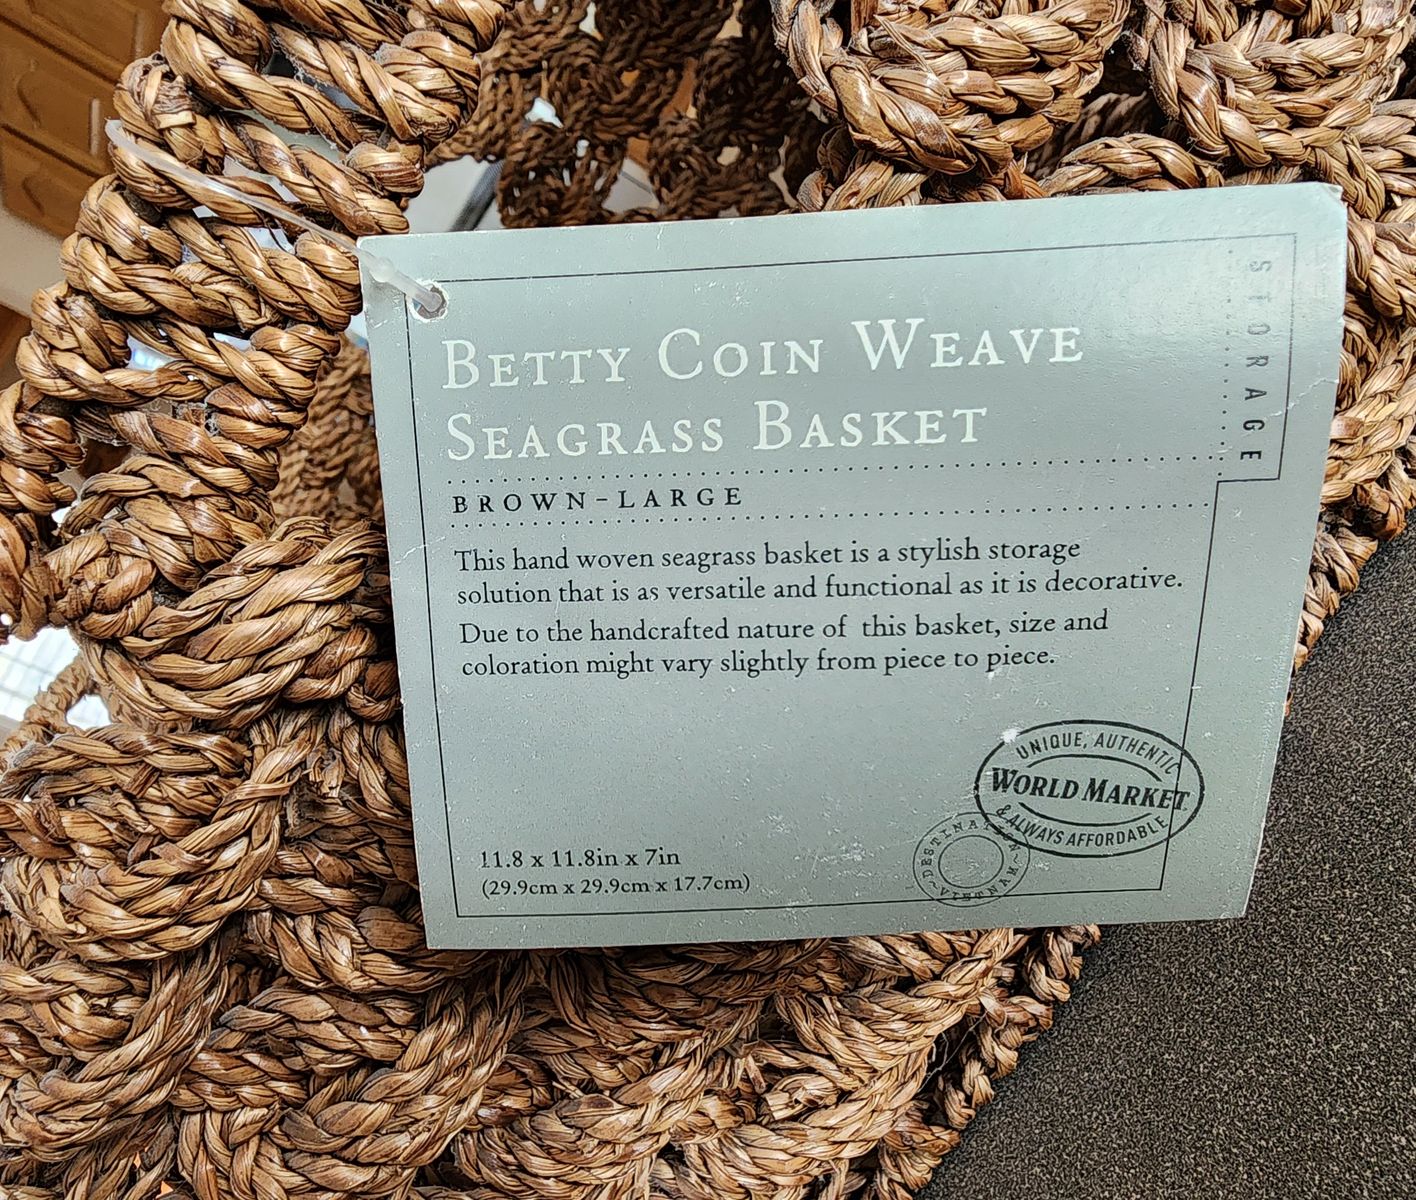 BETTY COIN WEAVE
SEAGRASS BASKET
BROWN-LARGE
STORAGE
This hand woven seagrass basket is a stylish storage
solution that is as versatile and functional as it is decorative.
Due to the handcrafted nature of this basket, size and
coloration might vary slightly from piece to piece.
11.8 x 11.8in x 7in
(29.9cm x 29.9cm x 17.7cm)
UNIQUE, AUTHENTIC
WORLD MARKET
& ALWAYS AFFORDABLE
DESTINATION
~VIETNAM~